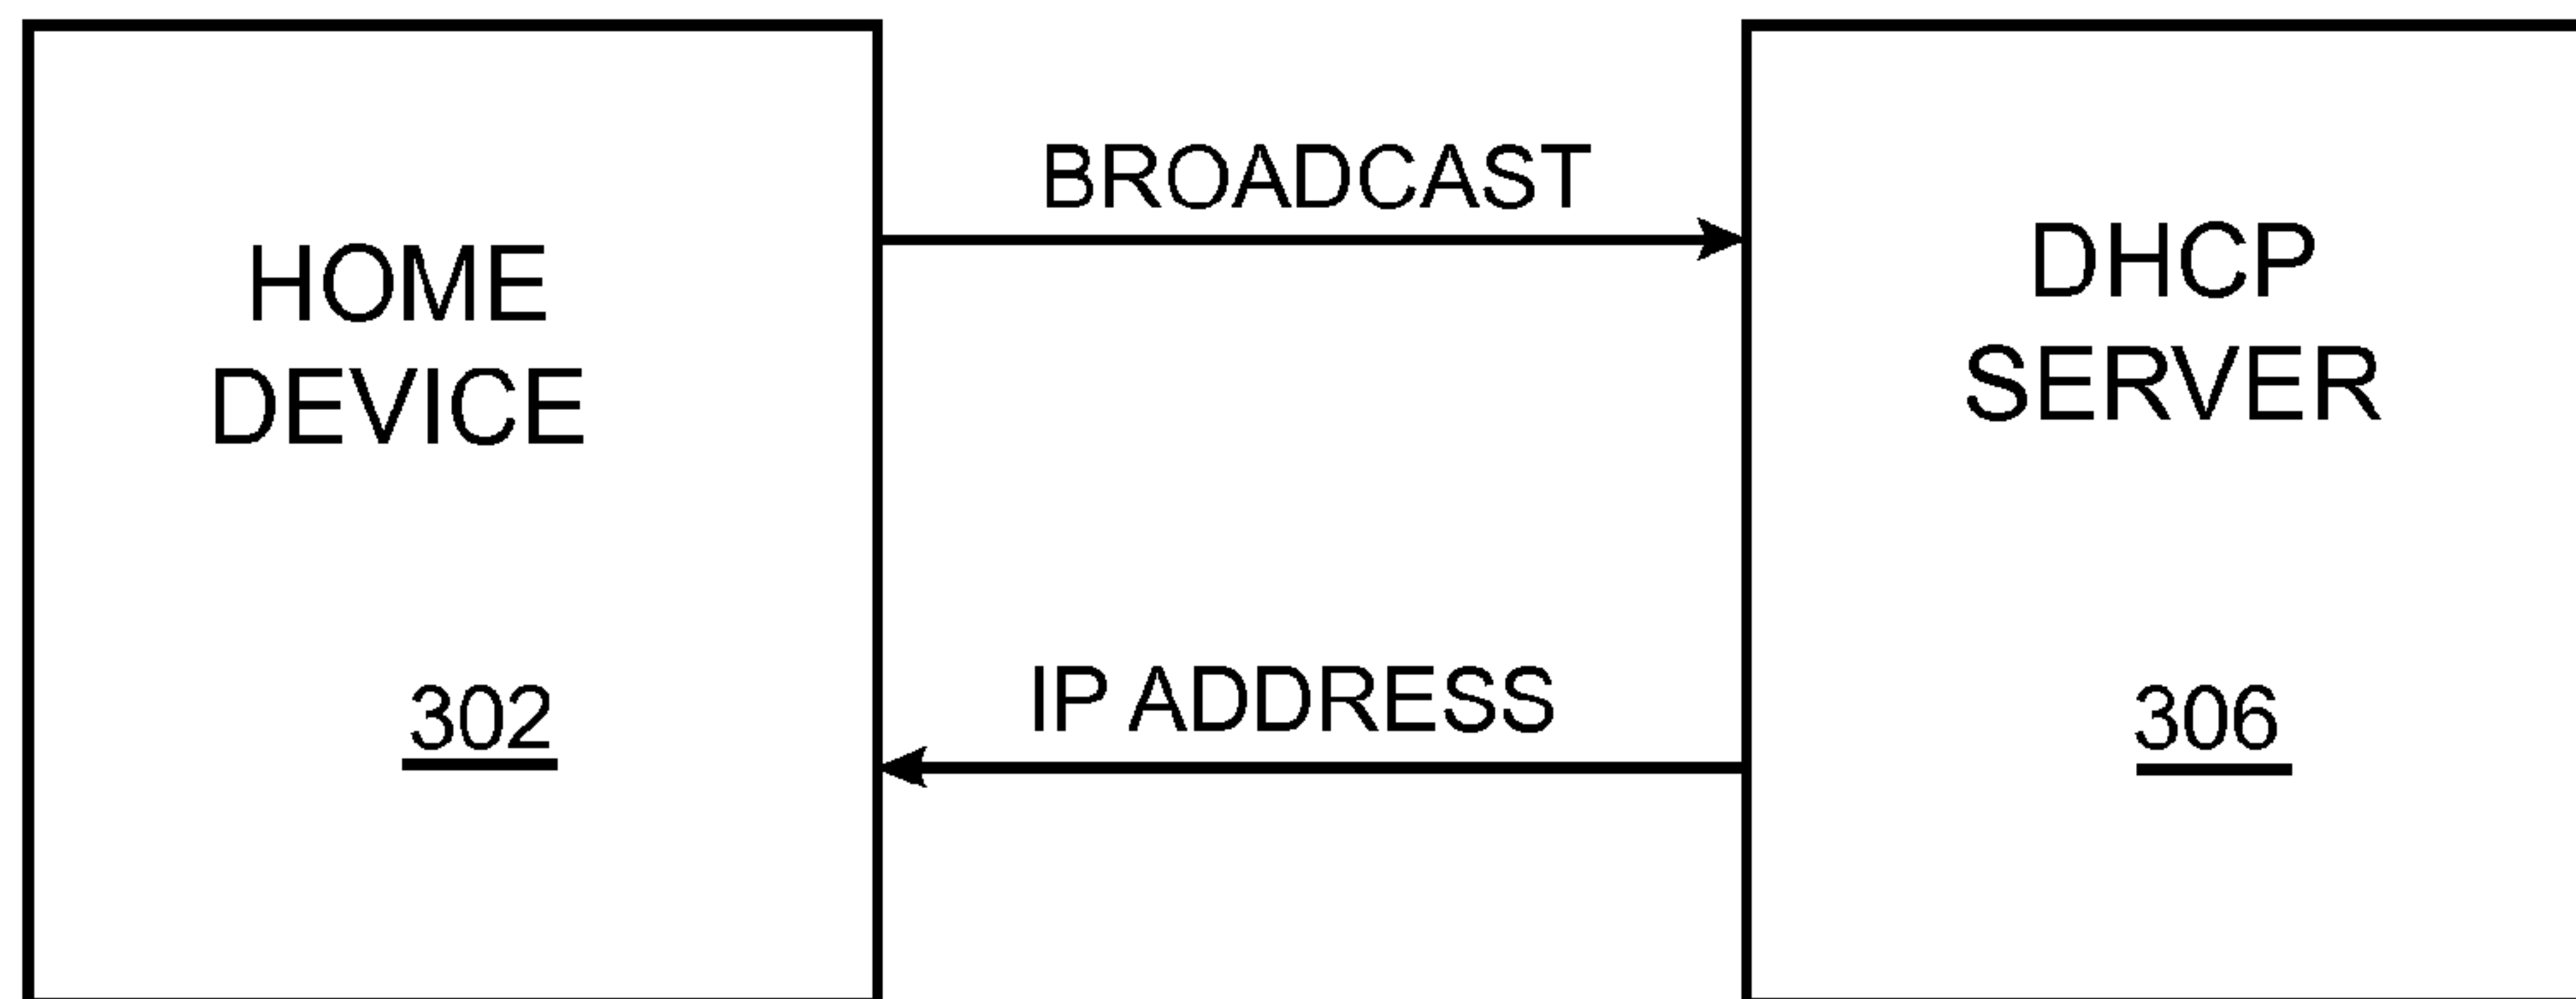 HOME
DEVICE
302
BROADCAST
IP ADDRESS
DHCP
SERVER
306